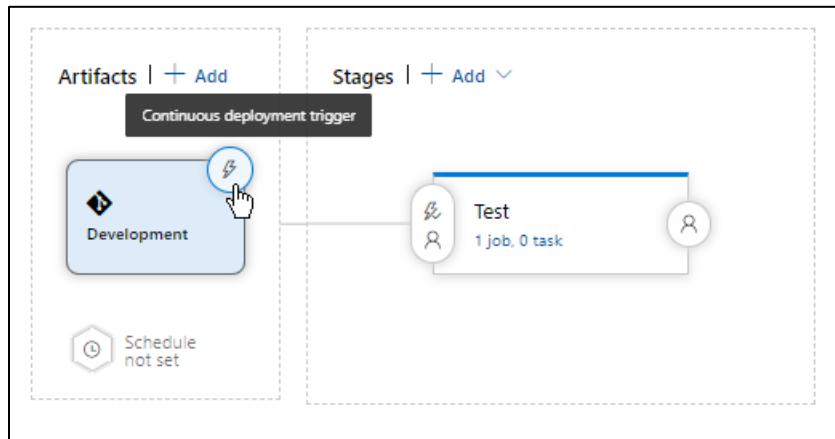 Artifacts | + Add
Stages | + Add
Continuous deployment trigger
Development
Test
1 job, 0 task
Schedule
not set